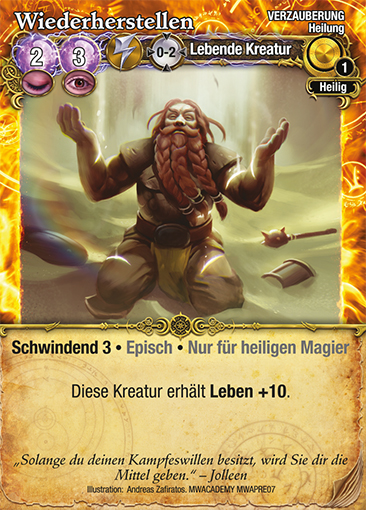 Wiederherstellen
VERZAUBERUNG
Heilung
2
3
0-2
Lebende Kreatur
1
Heilig
Schwindend 3 • Episch • Nur für heiligen Magier
Diese Kreatur erhält Leben +10.
„Solange du deinen Kampfeswillen besitzt, wird Sie dir die
Mittel geben.“ – Jolleen
Illustration: Andreas Zafiratos. MWACADEMY MWAPRE07